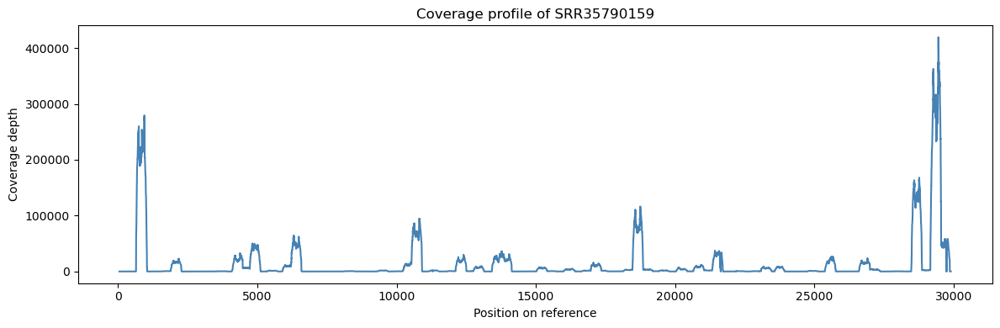 Coverage profile of SRR35790159
Coverage depth
400000
300000
200000
100000
0
0 5000 10000 15000 20000 25000 30000
Position on reference